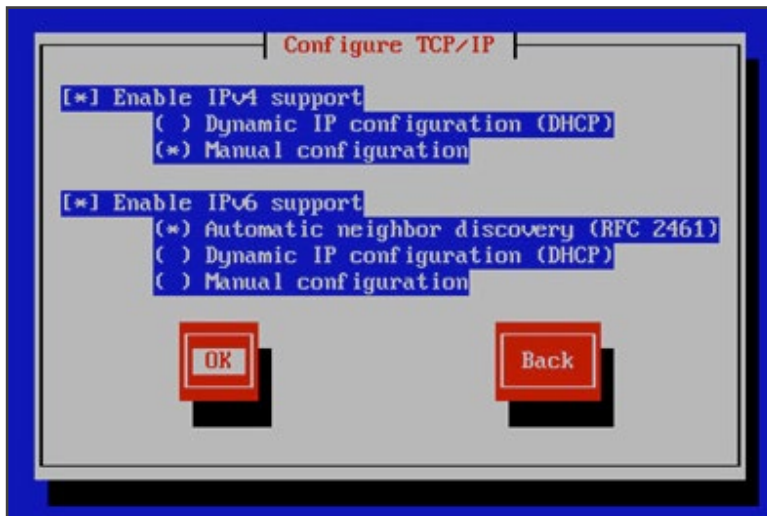 Configure TCP/IP
[*] Enable IPv4 support
( ) Dynamic IP configuration (DHCP)
(*) Manual configuration
[*] Enable IPv6 support
(*) Automatic neighbor discovery (RFC 2461)
( ) Dynamic IP configuration (DHCP)
( ) Manual configuration
OK Back